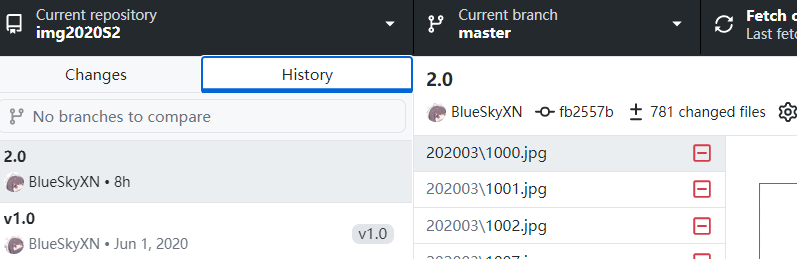 Current repository
img2020S2
Current branch
master
Fetch o
Last fetc
Changes
History
No branches to compare
2.0
BlueSkyXN • 8h
v1.0
BlueSkyXN • Jun 1, 2020
v1.0
2.0
BlueSkyXN fb2557b 781 changed files
202003\1000.jpg
202003\1001.jpg
202003\1002.jpg